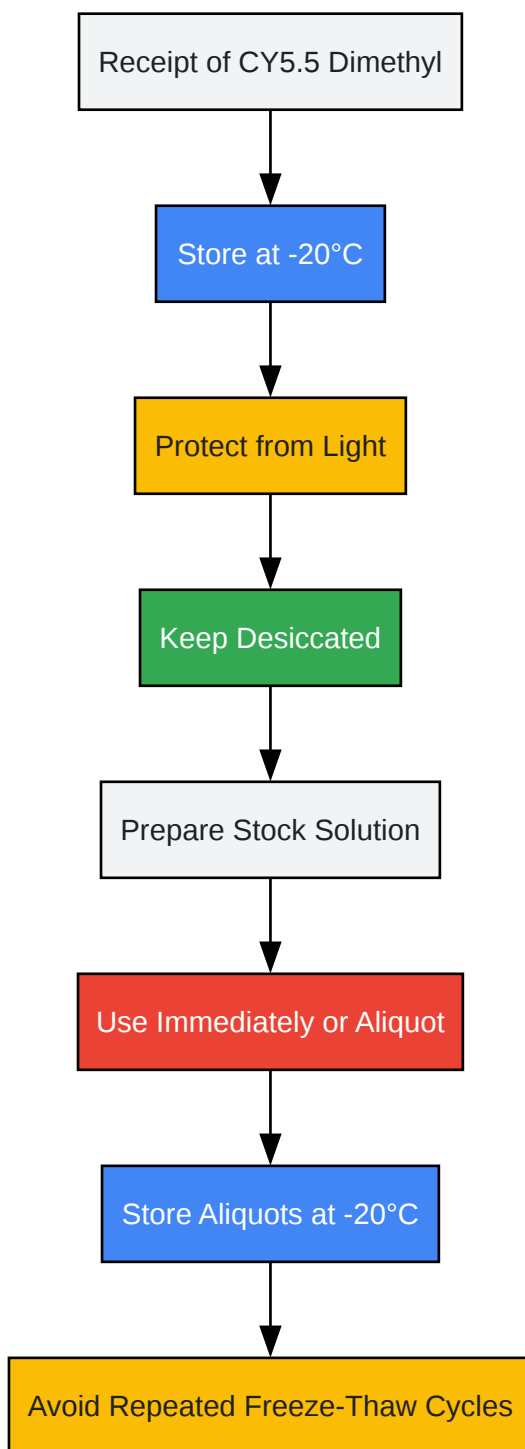 Receipt of CY5.5 Dimethyl
Store at -20°C
Protect from Light
Keep Desiccated
Prepare Stock Solution
Use Immediately or Aliquot
Store Aliquots at -20°C
Avoid Repeated Freeze-Thaw Cycles